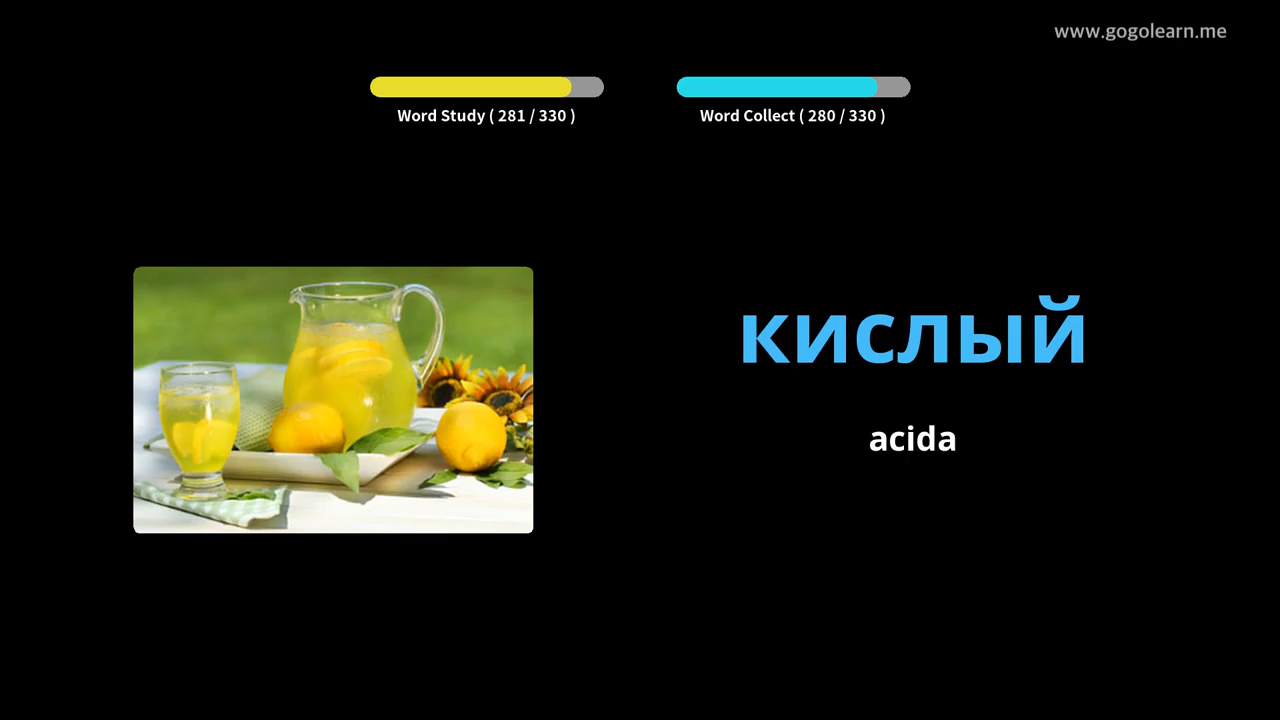 www.gogolearn.me
Word Study ( 281 / 330 )
Word Collect ( 280 / 330 )
кислый
acida